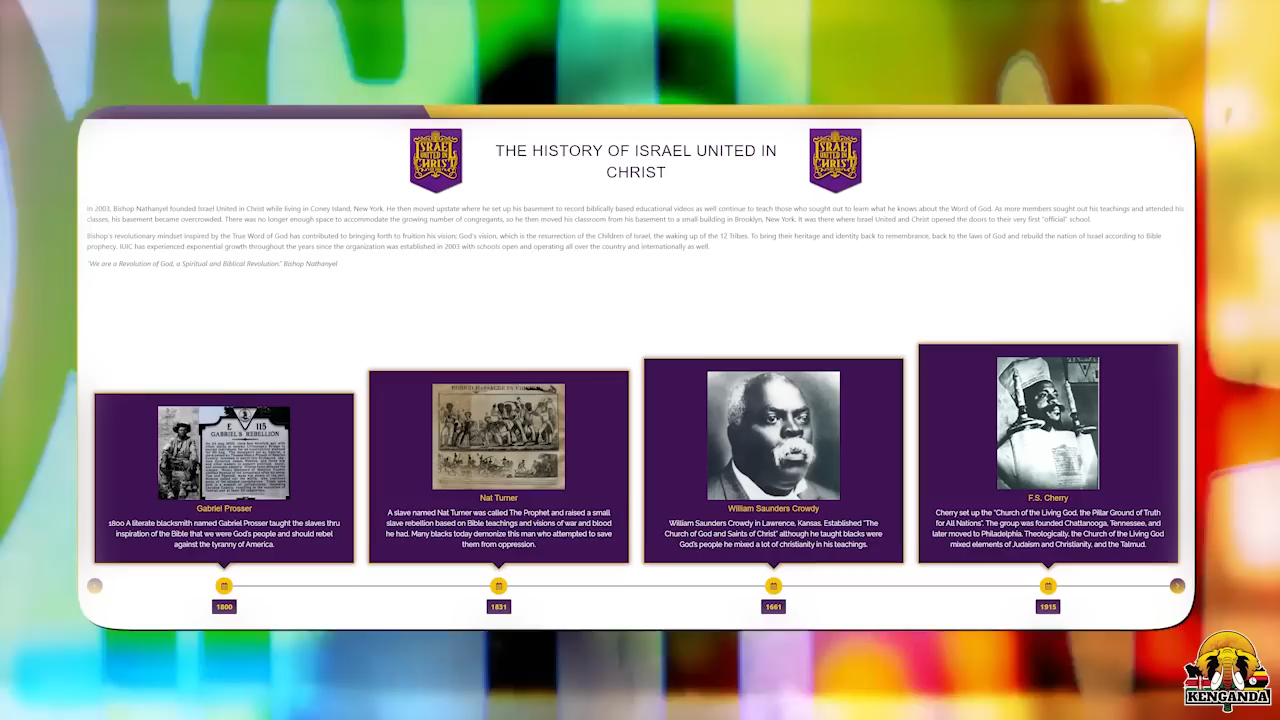 ISRAEL
UNITED IN
CHRIST
THE HISTORY OF ISRAEL UNITED IN
CHRIST
ISRAEL
UNITED IN
CHRIST
In 2003, Bishop Nathanyel founded Israel United in Christ while living in Coney Island, New York. He then moved upstate where he set up his basement to record biblically based educational videos as well continue to teach those who sought out to learn what he knows about the Word of God. As more members sought out his teachings and attended his
classes, his basement became overcrowded. There was no longer enough space to accommodate the growing number of congregants, so he then moved his classroom from his basement to a small building in Brooklyn, New York. It was there where Israel United and Christ opened the doors to their very first "official" school.
Bishop's revolutionary mindset inspired by the True Word of God has contributed to bringing forth to fruition his vision; God's vision, which is the resurrection of the Children of Israel, the waking up of the 12 Tribes. To bring their heritage and identity back to remembrance, back to the laws of God and rebuild the nation of Israel according to Bible
prophecy. IUIC has experienced exponential growth throughout the years since the organization was established in 2003 with schools open and operating all over the country and internationally as well.
"We are a Revolution of God, a Spiritual and Biblical Revolution." Bishop Nathanyel
E 115
GABRIEL'S REBELLION
Gabriel Prosser
1800 A literate blacksmith named Gabriel Prosser taught the slaves thru
inspiration of the Bible that we were God's people and should rebel
against the tyranny of America.
1800
HORRID MASSACRE IN VIRGINIA
Nat Turner
A slave named Nat Turner was called The Prophet and raised a small
slave rebellion based on Bible teachings and visions of war and blood
he had. Many blacks today demonize this man who attempted to save
them from oppression.
1831
William Saunders Crowdy
William Saunders Crowdy in Lawrence, Kansas. Established "The
Church of God and Saints of Christ" although he taught blacks were
God's people he mixed a lot of christianity in his teachings.
1661
F.S. Cherry
Cherry set up the "Church of the Living God, the Pillar Ground of Truth
for All Nations". The group was founded Chattanooga, Tennessee, and
later moved to Philadelphia. Theologically, the Church of the Living God
mixed elements of Judaism and Christianity, and the Talmud.
1915
KENGANDA